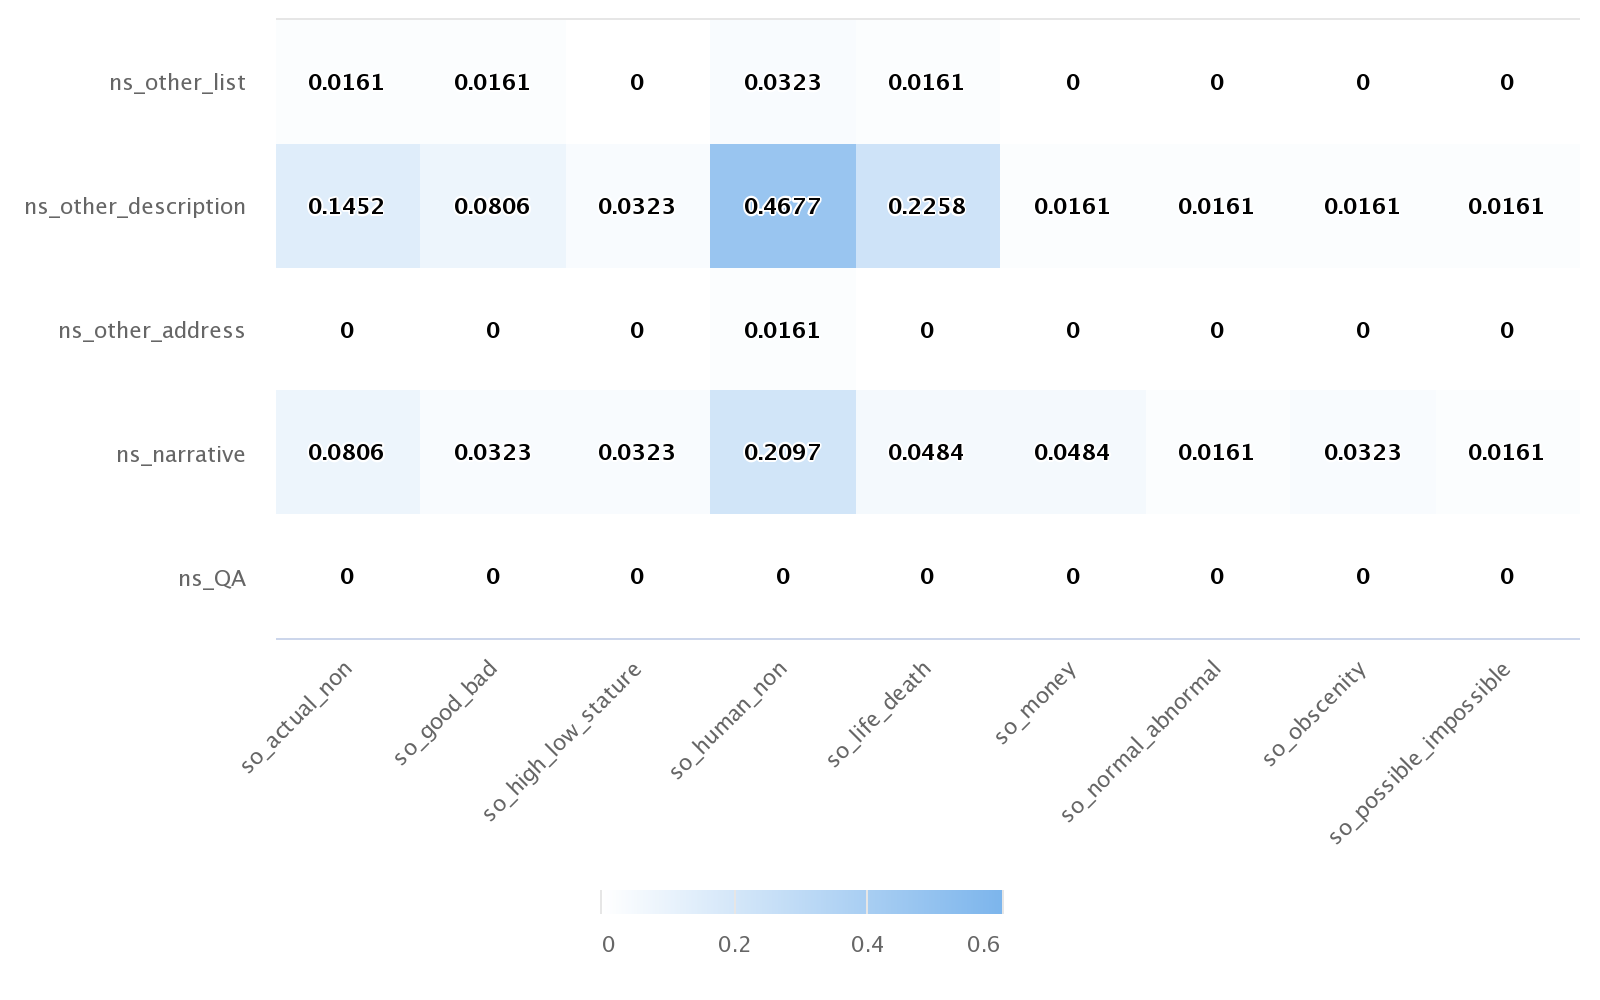 ns_other_list 0.0161 0.0161 0 0.0323 0.0161 0 0 0 0
ns_other_description 0.1452 0.0806 0.0323 0.4677 0.2258 0.0161 0.0161 0.0161 0.0161
ns_other_address 0 0 0 0.0161 0 0 0 0 0
ns_narrative 0.0806 0.0323 0.0323 0.2097 0.0484 0.0484 0.0161 0.0323 0.0161
ns_QA 0 0 0 0 0 0 0 0 0
so_actual_non so_good_bad so_high_low_stature so_human_non so_life_death so_money so_normal_abnormal so_obscenity so_possible_impossible
0 0.2 0.4 0.6